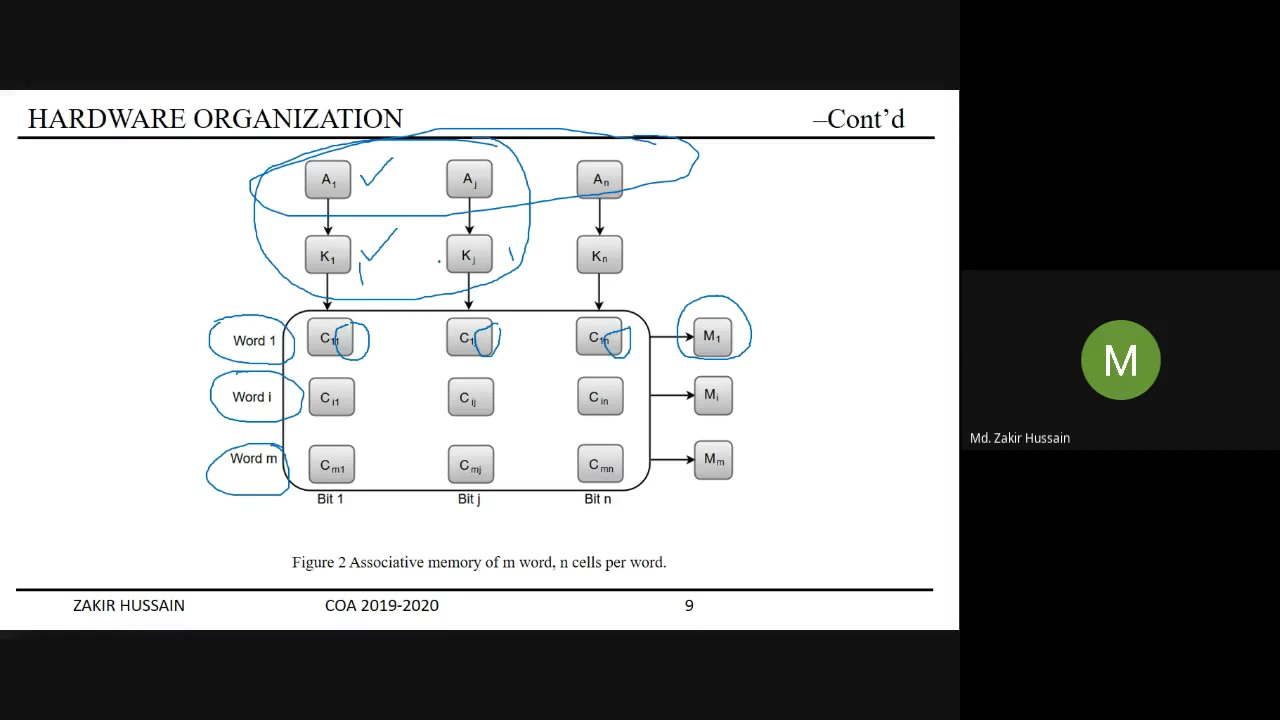 HARDWARE ORGANIZATION –Cont’d
A1 Aj An
K1 Kj Kn
Word 1 C11 C1j C1n M1
Word i Ci1 Cij Cin Mi
Word m Cm1 Cmj Cmn Mm
Bit 1 Bit j Bit n
Figure 2 Associative memory of m word, n cells per word.
ZAKIR HUSSAIN COA 2019-2020 9
M
Md. Zakir Hussain